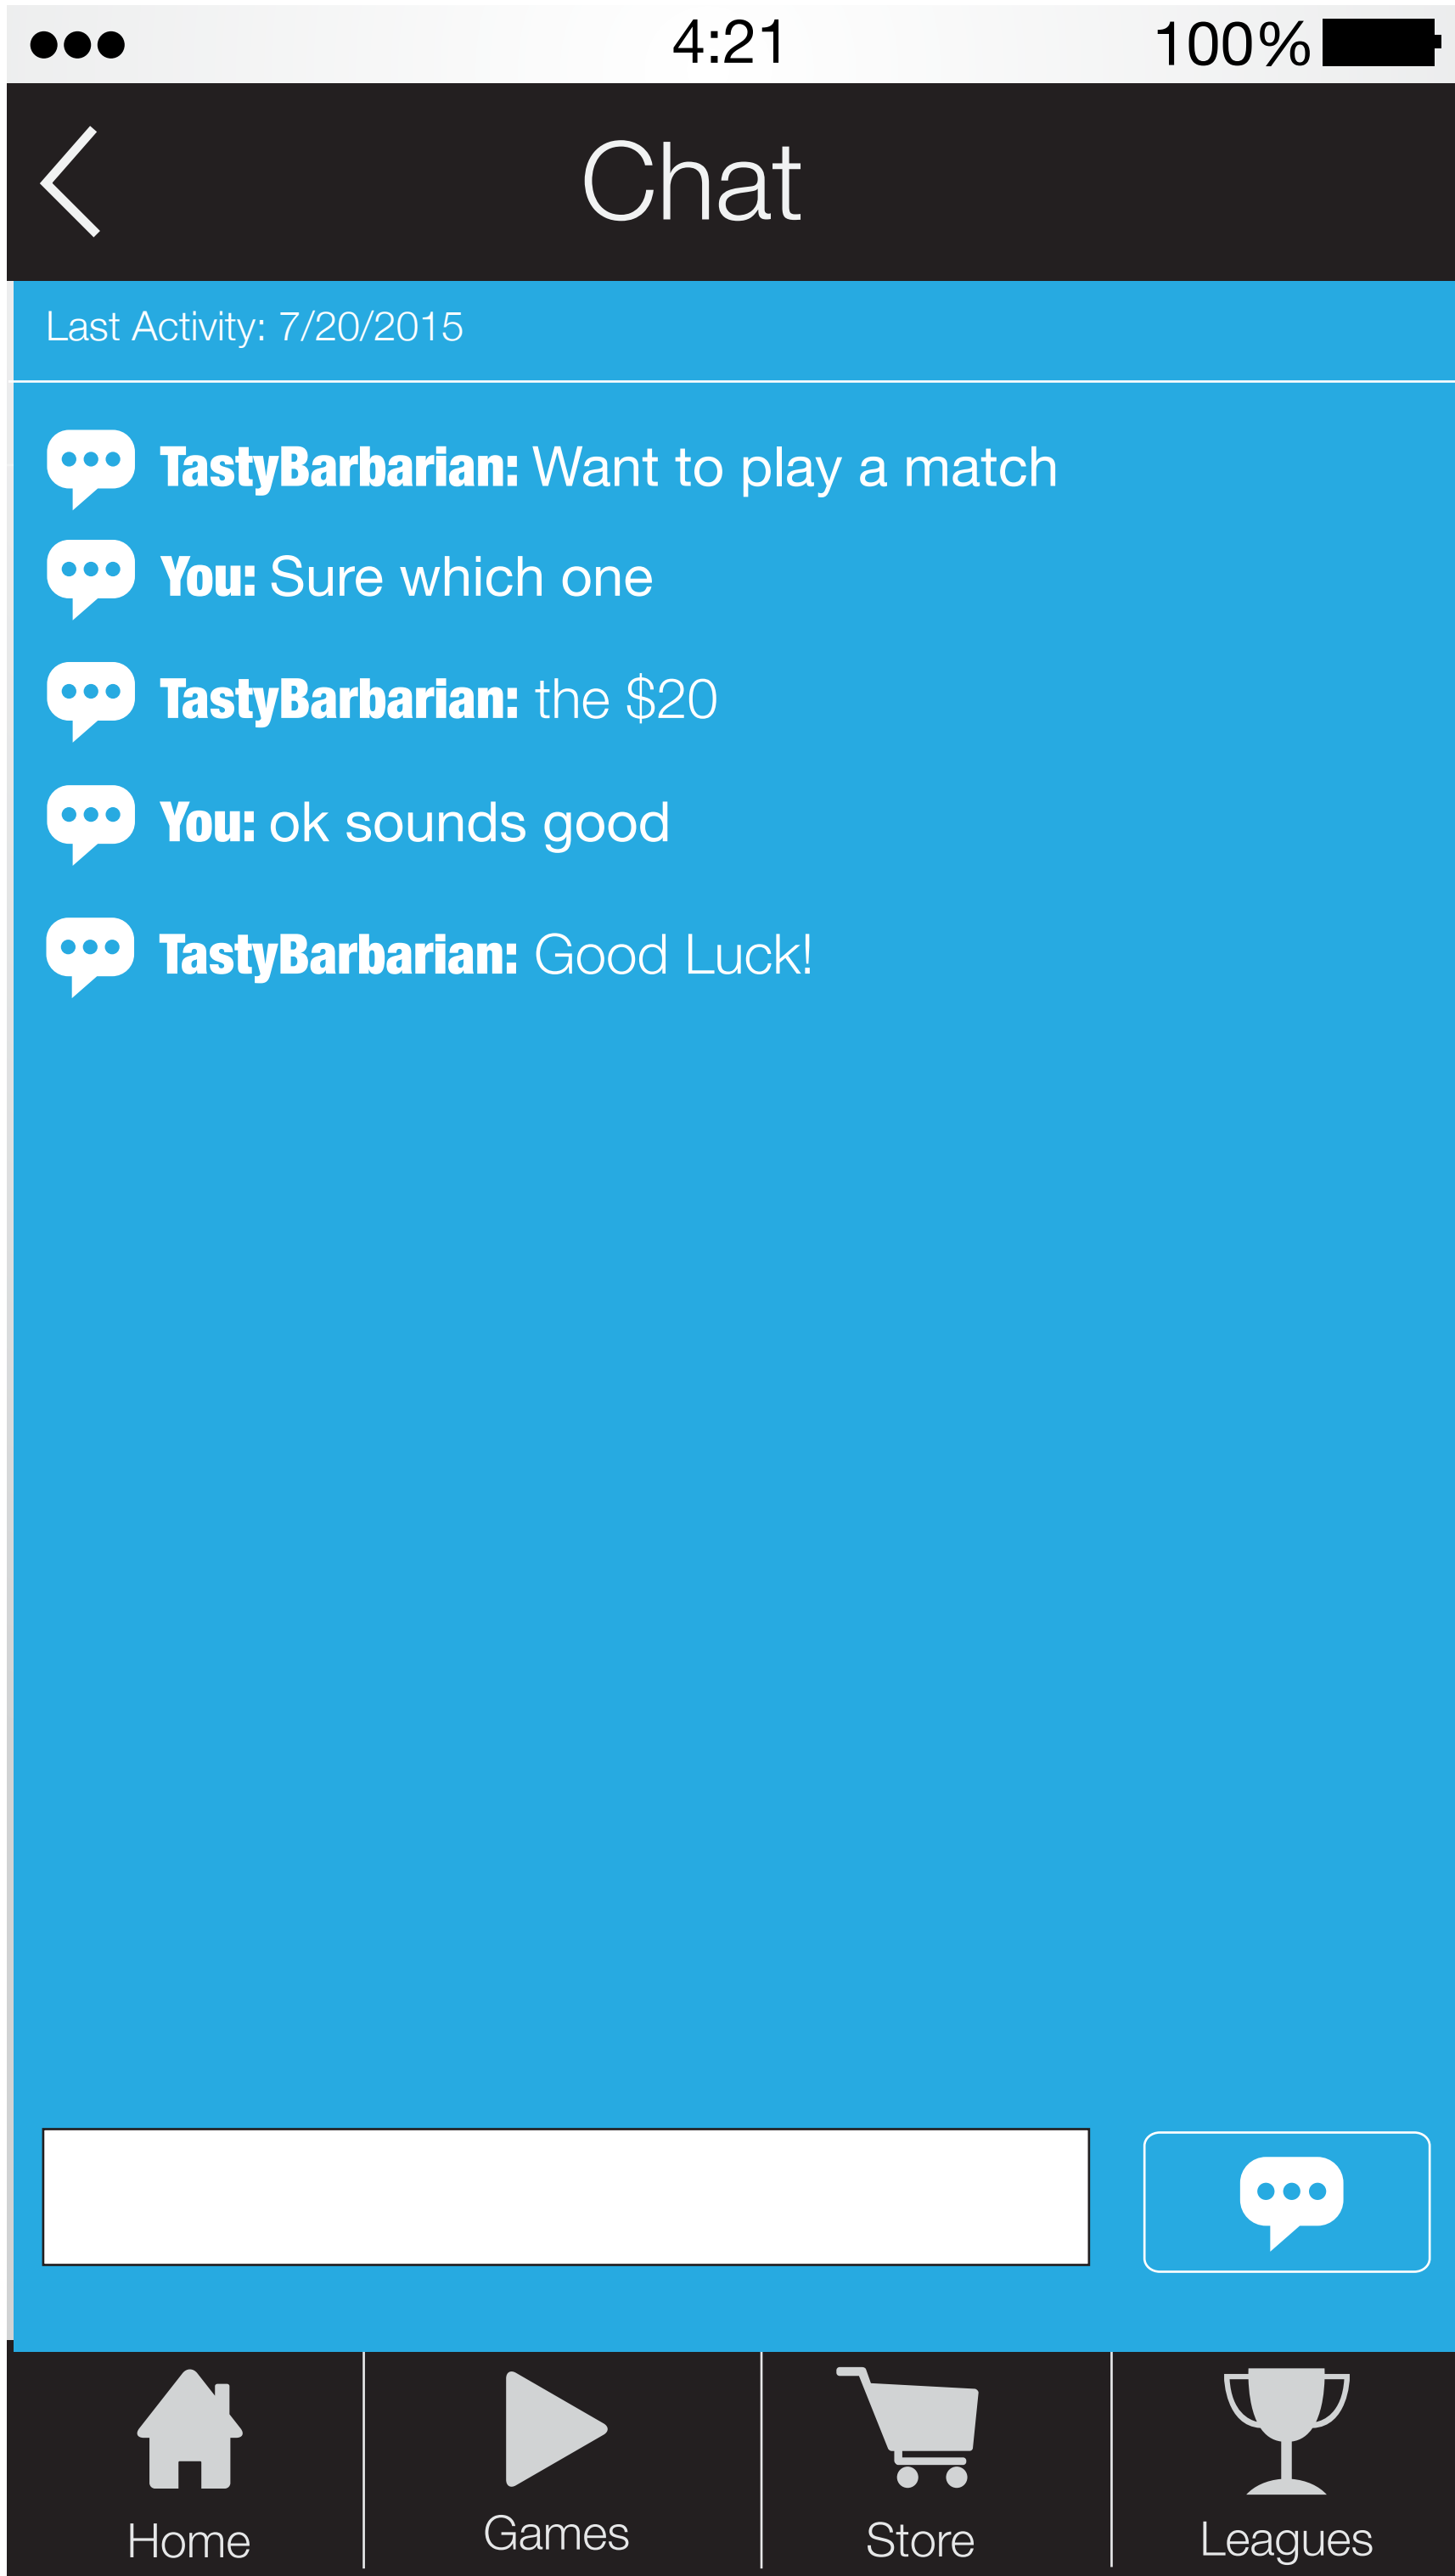 4:21 100%
Chat
Last Activity: 7/20/2015
TastyBarbarian: Want to play a match
You: Sure which one
TastyBarbarian: the $20
You: ok sounds good
TastyBarbarian: Good Luck!
Home Games Store Leagues